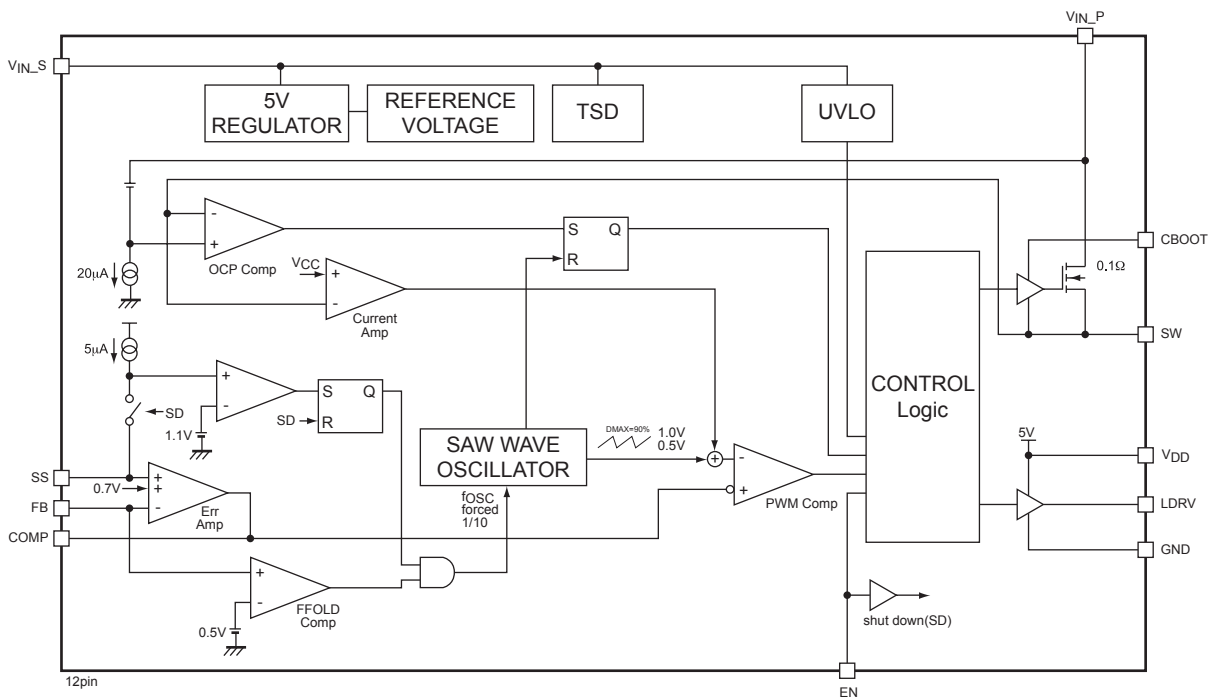 VIN_P
VIN_S
5V
REGULATOR
REFERENCE
VOLTAGE
TSD
UVLO
-
+
OCP Comp
S
Q
R
CBOOT
20µA
VCC
+
-
Current
Amp
0.1Ω
SW
5µA
CONTROL
Logic
+
-
S
Q
SD
R
SD
1.1V
SAW WAVE
OSCILLATOR
DMAX=90%
1.0V
0.5V
+
-
+
PWM Comp
5V
VDD
SS
0.7V
+
+
-
Err
Amp
FB
COMP
fOSC
forced
1/10
LDRV
GND
+
-
FFOLD
Comp
0.5V
shut down(SD)
12pin
EN